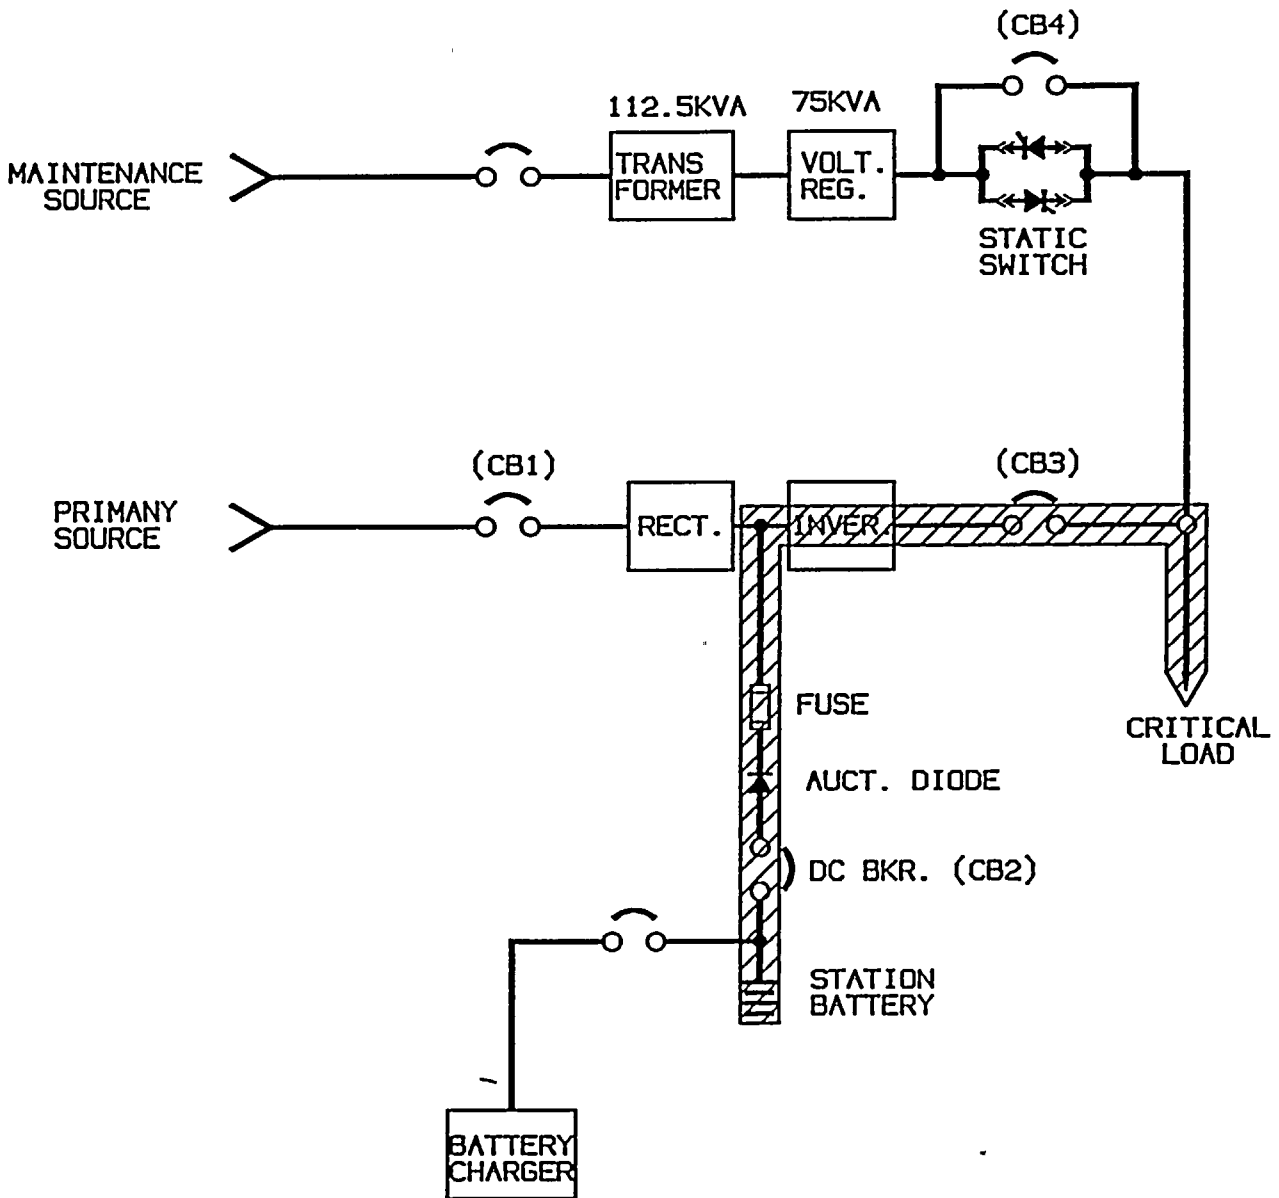 (CB4)
112.5KVA
75KVA
MAINTENANCE
SOURCE
TRANS
FORMER
VOLT.
REG.
STATIC
SWITCH
(CB1)
(CB3)
PRIMANY
SOURCE
RECT.
INVER.
FUSE
CRITICAL
LOAD
AUCT. DIODE
DC BKR. (CB2)
STATION
BATTERY
BATTERY
CHARGER